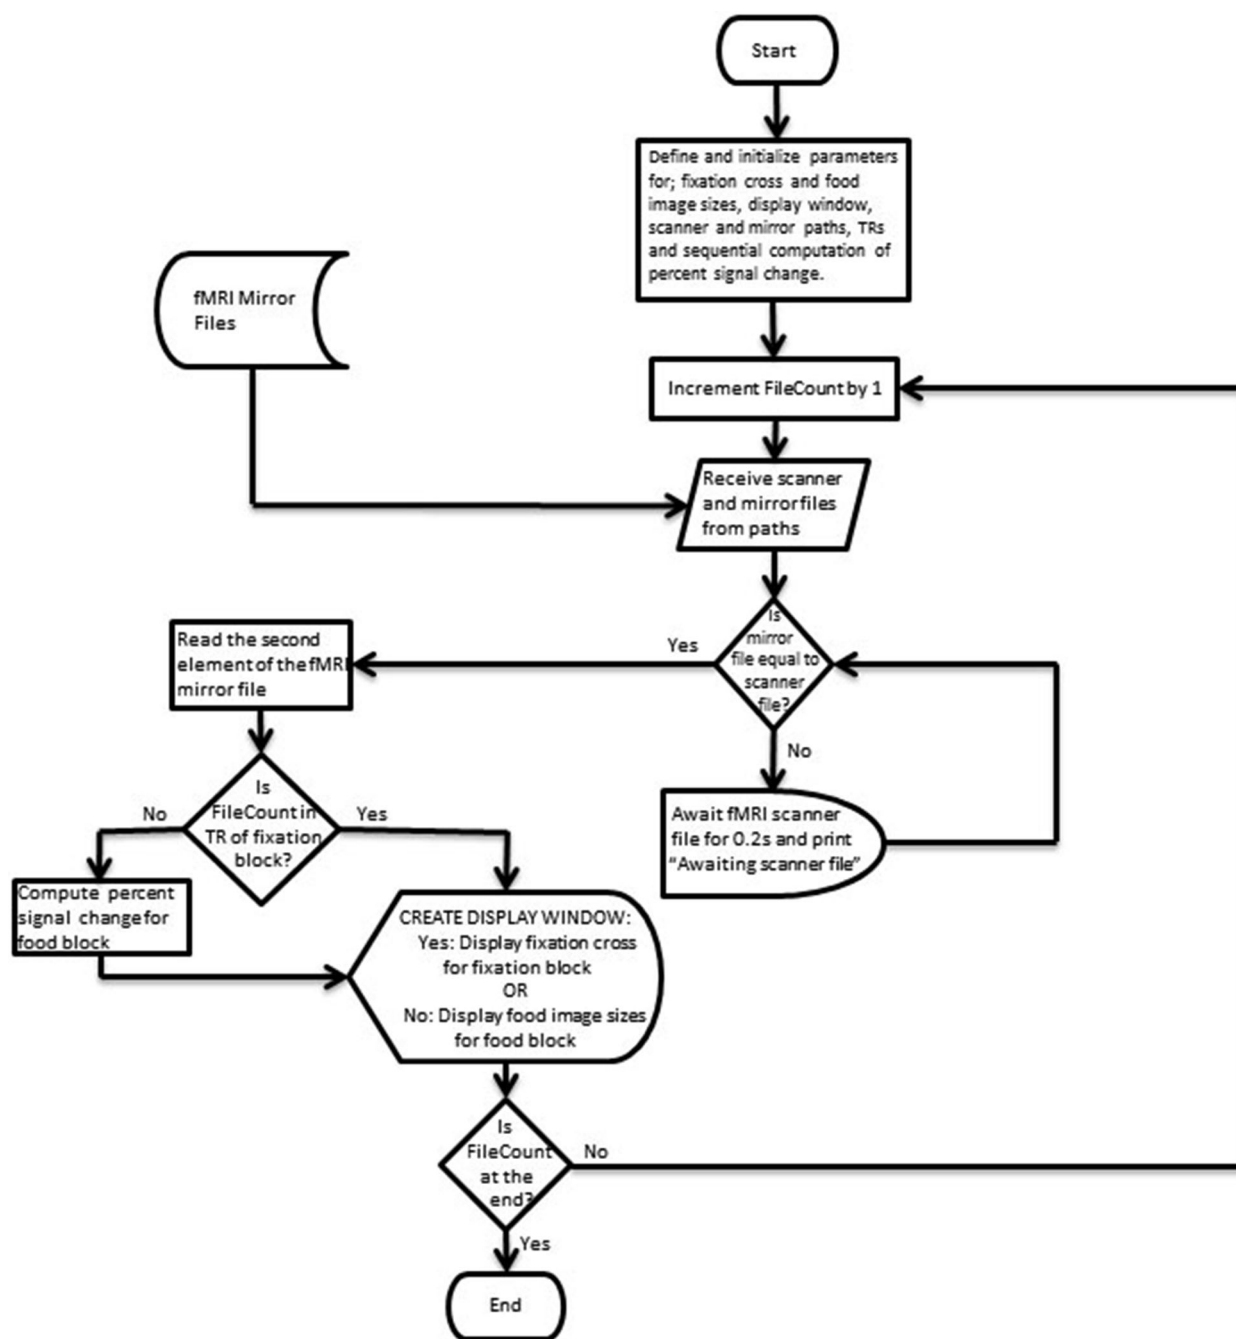 Start
Define and initialize parameters
for; fixation cross and food
image sizes, display window,
scanner and mirror paths, TRs
and sequential computation of
percent signal change.
fMRI Mirror
Files
Increment FileCount by 1
Receive scanner
and mirror files
from paths
Is
mirror
file equal to
scanner
file?
Yes
No
Read the second
element of the fMRI
mirror file
Await fMRI scanner
file for 0.2s and print
“Awaiting scanner file”
Is
FileCount in
TR of fixation
block?
No
Yes
Compute percent
signal change for
food block
CREATE DISPLAY WINDOW:
Yes: Display fixation cross
for fixation block
OR
No: Display food image sizes
for food block
Is
FileCount
at the
end?
No
Yes
End